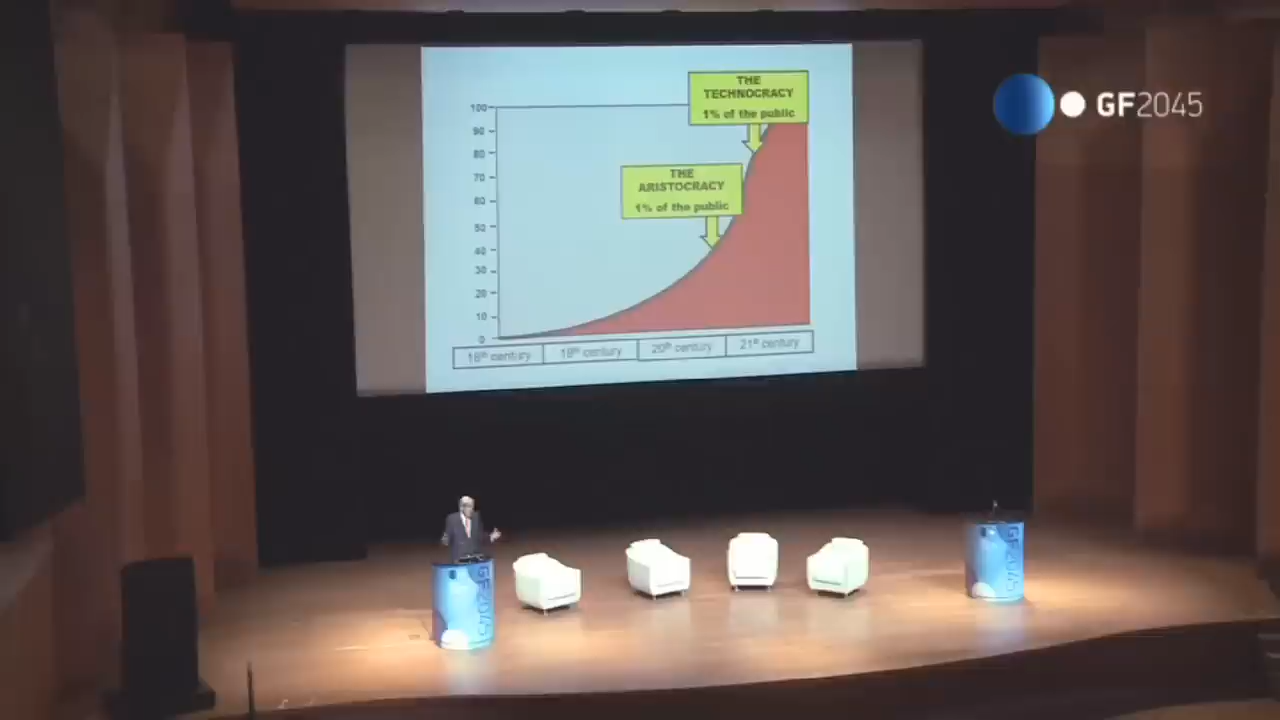 THE
TECHNOCRACY
1% of the public
GF2045
THE
ARISTOCRACY
1% of the public
100
90
80
70
60
50
40
30
20
10
0
18th century
19th century
20th century
21st century
GF2045
GF2045